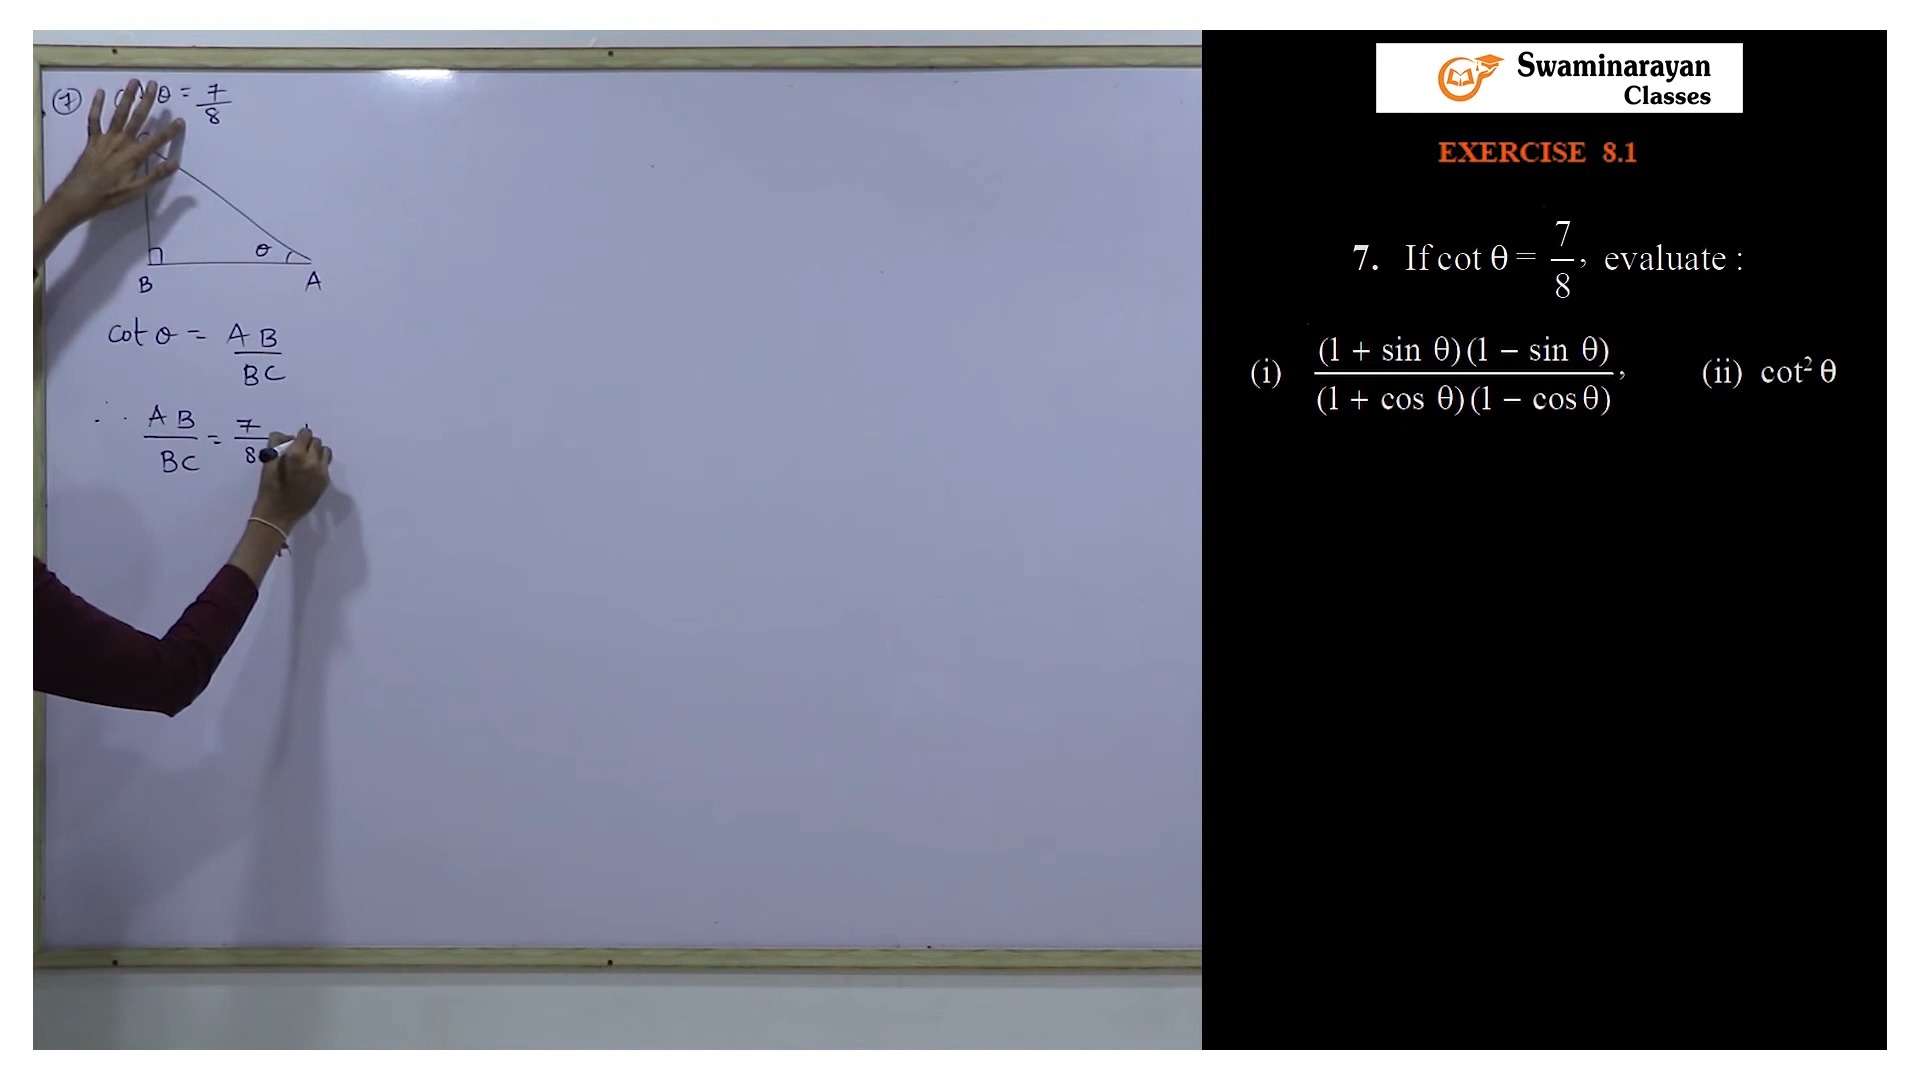 7 θ = 7/8
θ
B A
cot θ = AB/BC
∴ AB/BC = 7/8
Swaminarayan
Classes
EXERCISE 8.1
7. If cot θ = 7/8, evaluate :
(i) (1 + sin θ)(1 − sin θ)/(1 + cos θ)(1 − cos θ), (ii) cot² θ